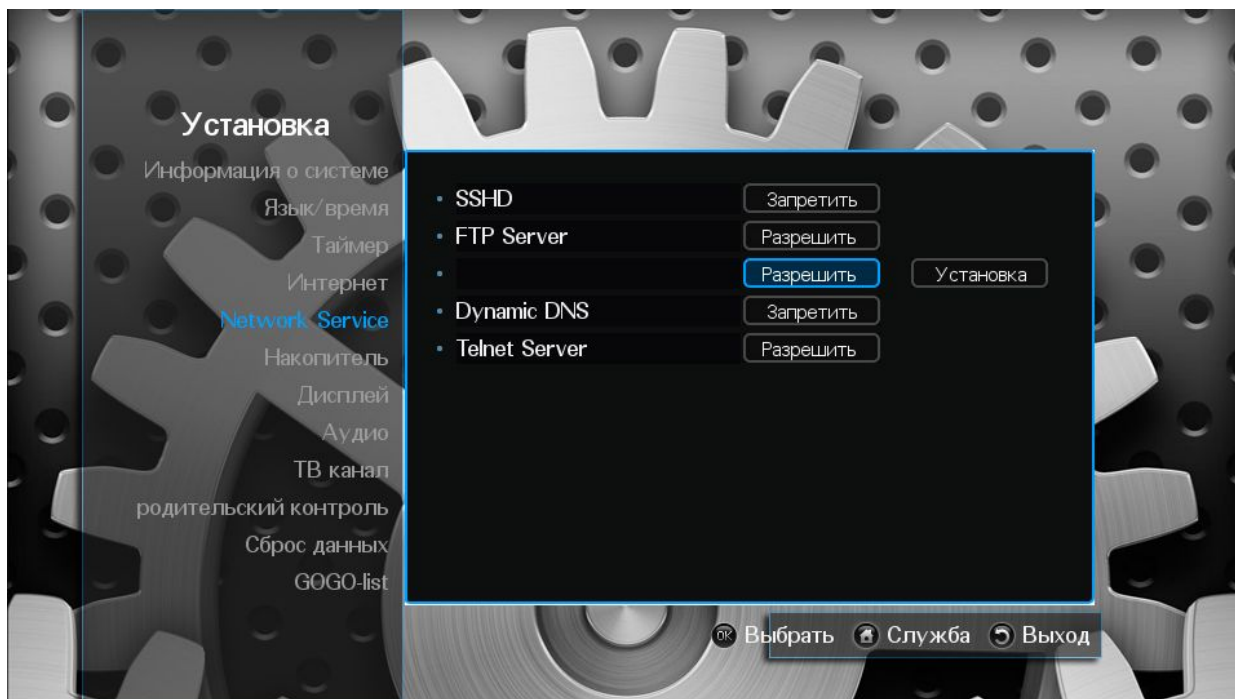 Установка
Информация о системе
Язык/время
Таймер
Интернет
Network Service
Накопитель
Дисплей
Аудио
ТВ канал
родительский контроль
Сброс данных
GOGO-list
SSHD Запретить
FTP Server Разрешить
Разрешить Установка
Dynamic DNS Запретить
Telnet Server Разрешить
OK Выбрать Служба Выход